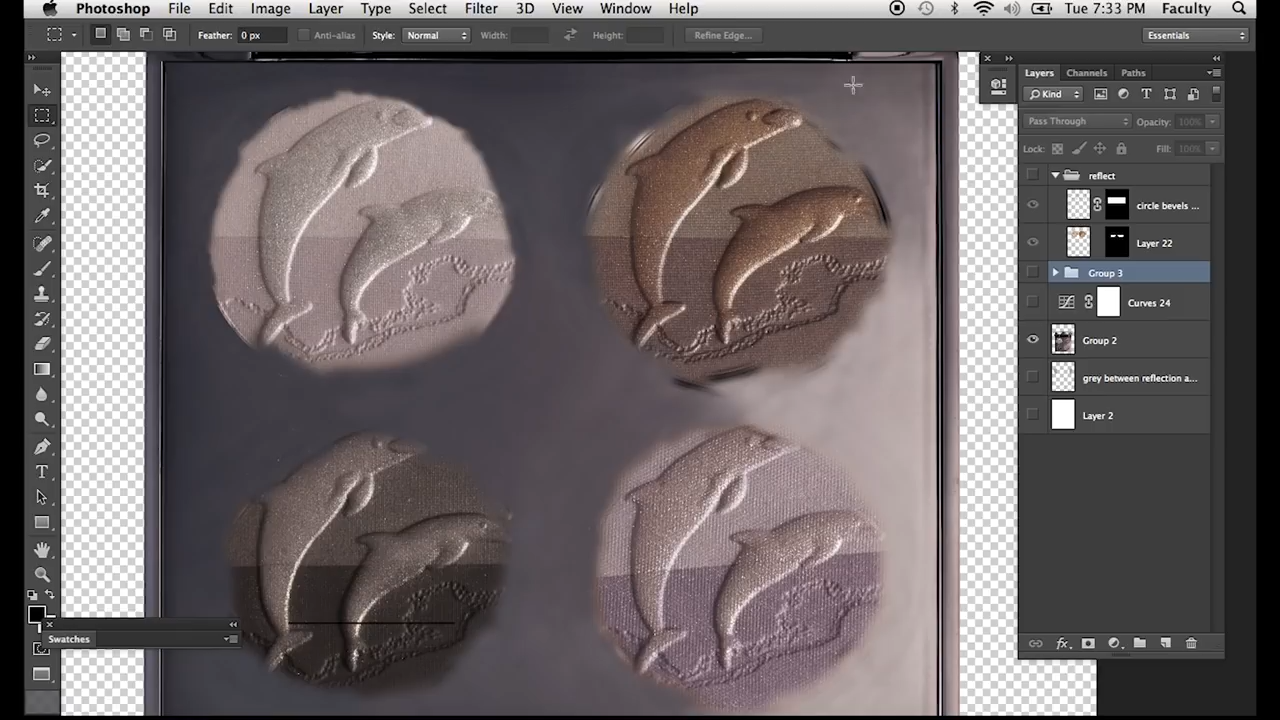 Photoshop File Edit Image Layer Type Select Filter 3D View Window Help Tue 7:33 PM Faculty
Feather: 0 px Anti-alias Style: Normal Width: Height: Refine Edge... Essentials
Layers Channels Paths
Kind
Pass Through Opacity: 100%
Lock: Fill: 100%
reflect
circle bevels ...
Layer 22
Group 3
Curves 24
Group 2
grey between reflection a...
Layer 2
Swatches
fx